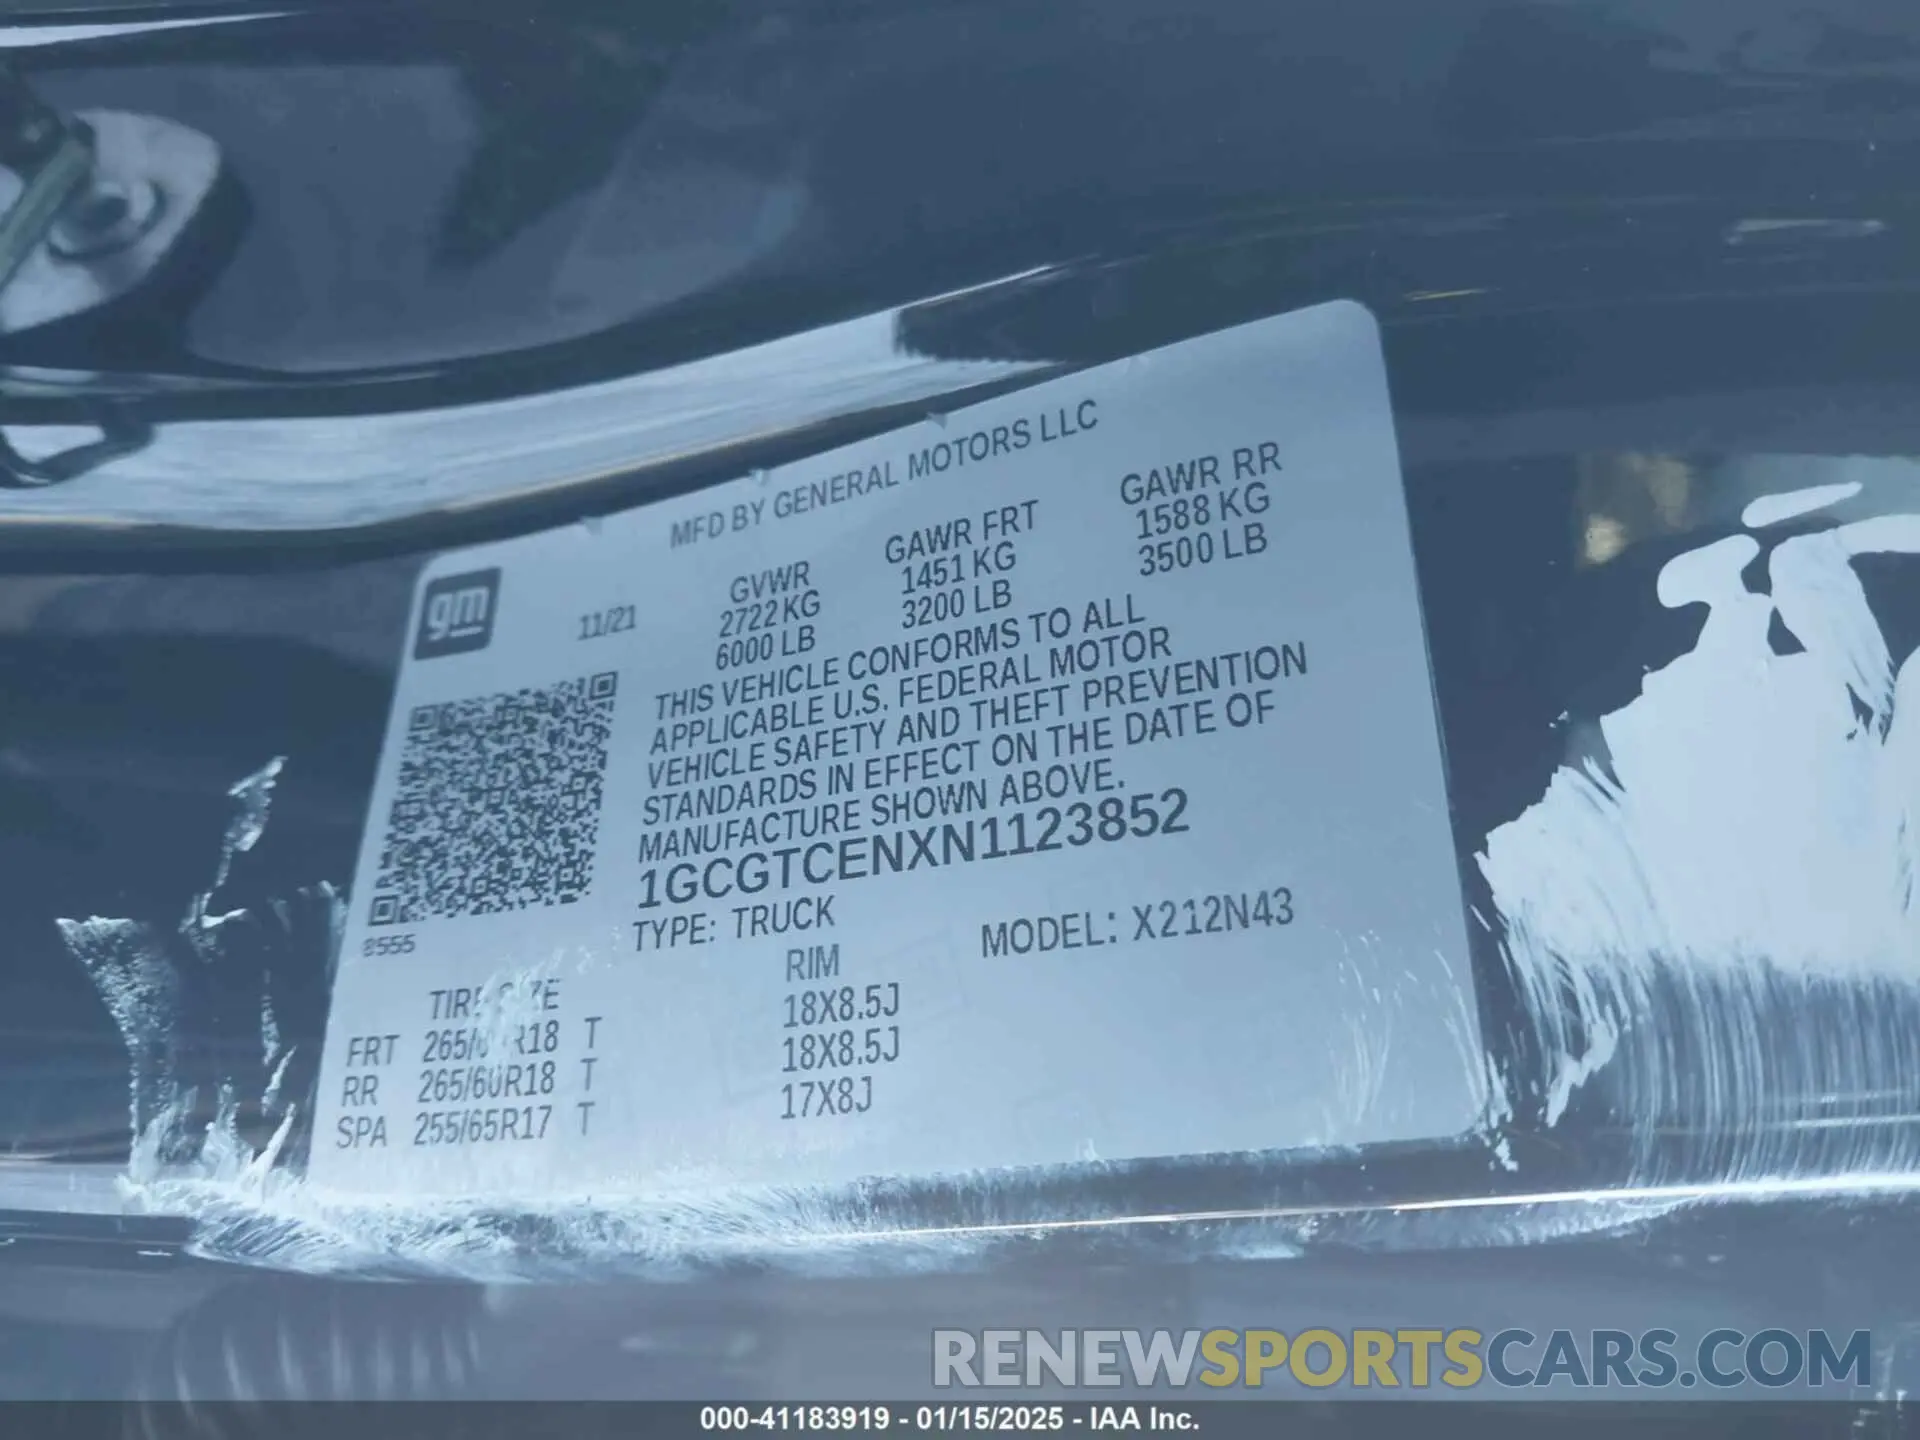 MFD BY GENERAL MOTORS LLC
gm
11/21
GVWR GAWR FRT GAWR RR
2722 KG 1451 KG 1588 KG
6000 LB 3200 LB 3500 LB
THIS VEHICLE CONFORMS TO ALL
APPLICABLE U.S. FEDERAL MOTOR
VEHICLE SAFETY AND THEFT PREVENTION
STANDARDS IN EFFECT ON THE DATE OF
MANUFACTURE SHOWN ABOVE.
1GCGTCENXN1123852
8555
TYPE: TRUCK MODEL: X212N43
TIRE SIZE RIM
FRT R18 T 18X8.5J
RR 265/60R18 T 18X8.5J
SPA 255/65R17 T 17X8J
RENEWSPORTSCARS.COM
000-41183919 - 01/15/2025 - IAA Inc.